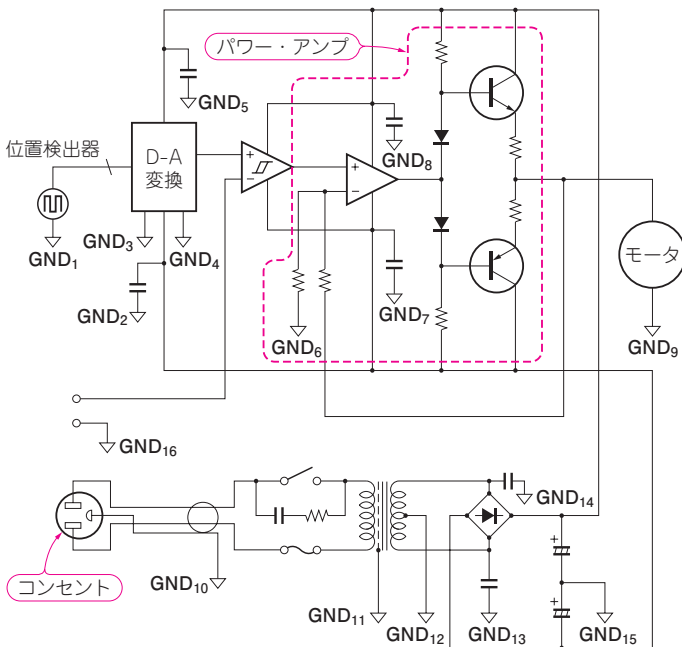 パワー・アンプ
GND5
位置検出器
D-A
変換
+
−
+
−
GND8
GND1
GND3
GND4
GND2
GND7
GND6
モータ
GND9
GND16
GND14
コンセント
GND10
GND11
GND12
GND13
+
+
GND15